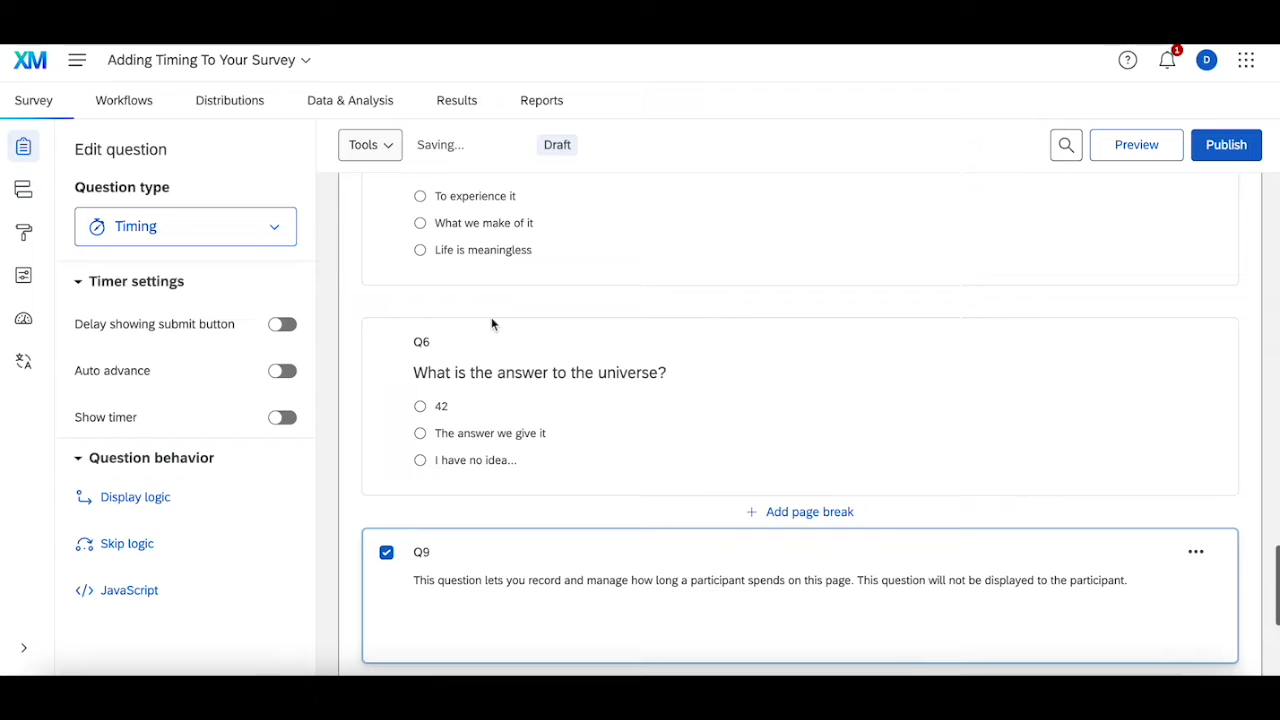 XM
Adding Timing To Your Survey
1
D
Survey
Workflows
Distributions
Data & Analysis
Results
Reports
Edit question
Tools
Saving...
Draft
Preview
Publish
Question type
Timing
Timer settings
Delay showing submit button
Auto advance
Show timer
Question behavior
Display logic
Skip logic
</> JavaScript
To experience it
What we make of it
Life is meaningless
Q6
What is the answer to the universe?
42
The answer we give it
I have no idea...
+ Add page break
Q9
This question lets you record and manage how long a participant spends on this page. This question will not be displayed to the participant.